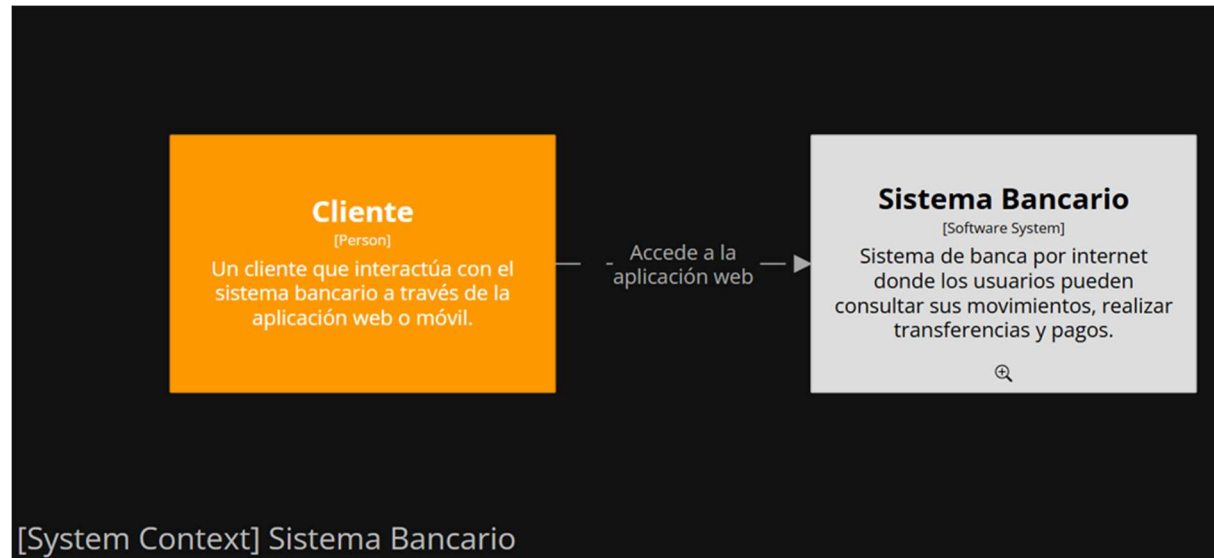 Cliente
[Person]
Un cliente que interactúa con el
sistema bancario a través de la
aplicación web o móvil.
Accede a la
aplicación web
Sistema Bancario
[Software System]
Sistema de banca por internet
donde los usuarios pueden
consultar sus movimientos, realizar
transferencias y pagos.
[System Context] Sistema Bancario